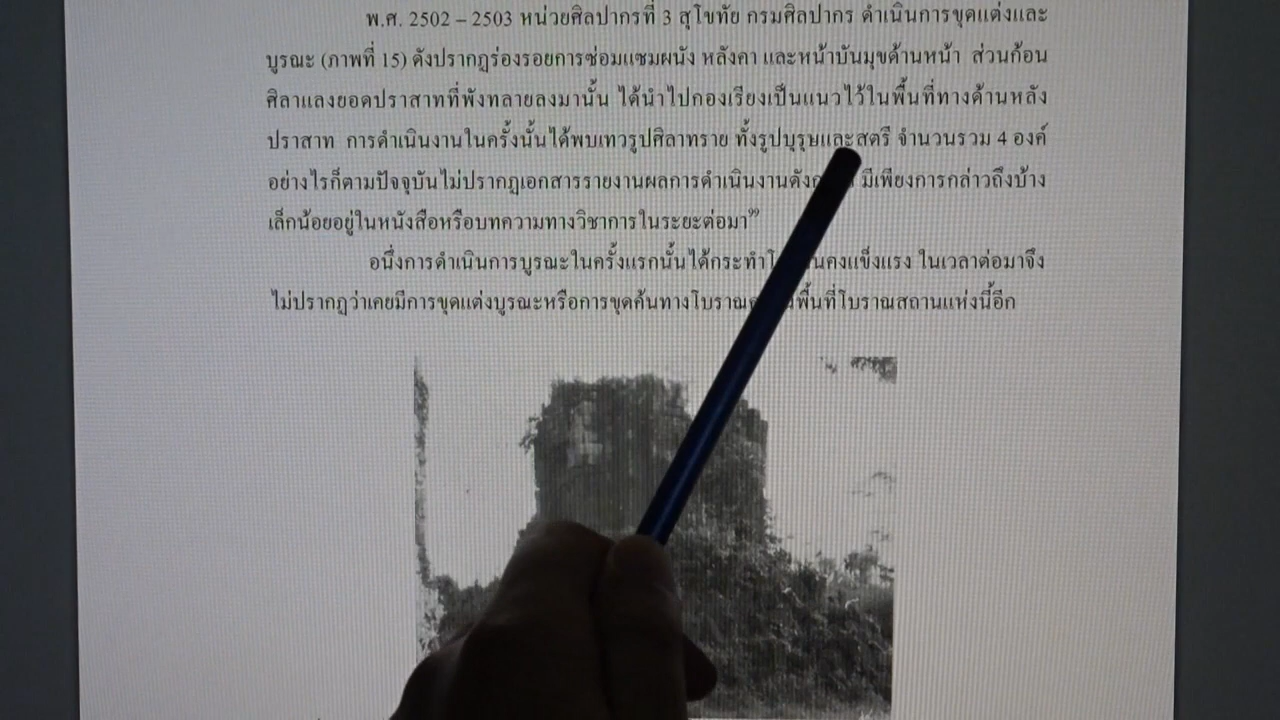 พ.ศ. 2502 – 2503 หน่วยศิลปากรที่ 3 สุโขทัย กรมศิลปากร ดำเนินการขุดแต่งและ
บูรณะ (ภาพที่ 15) ดังปรากฏร่องรอยการซ่อมแซมผนัง หลังคา และหน้าบันมุขด้านหน้า ส่วนก้อน
ศิลาแลงยอดปราสาทที่พังทลายลงมานั้น ได้นำไปกองเรียงเป็นแนวไว้ในพื้นที่ทางด้านหลัง
ปราสาท การดำเนินงานในครั้งนั้นได้พบเทวรูปศิลาทราย ทั้งรูปบุรุษและสตรี จำนวนรวม 4 องค์
อย่างไรก็ตามปัจจุบันไม่ปรากฏเอกสารรายงานผลการดำเนินงาน มีเพียงการกล่าวถึงบ้าง
เล็กน้อยอยู่ในหนังสือหรือบทความทางวิชาการในระยะต่อมา⁹⁹
อนึ่งการดำเนินการบูรณะในครั้งแรกนั้นได้กระทำ แข็งแรง ในเวลาต่อมาจึง
ไม่ปรากฏว่าเคยมีการขุดแต่งบูรณะหรือการขุดค้นทาง พื้นที่โบราณสถานแห่งนี้อีก